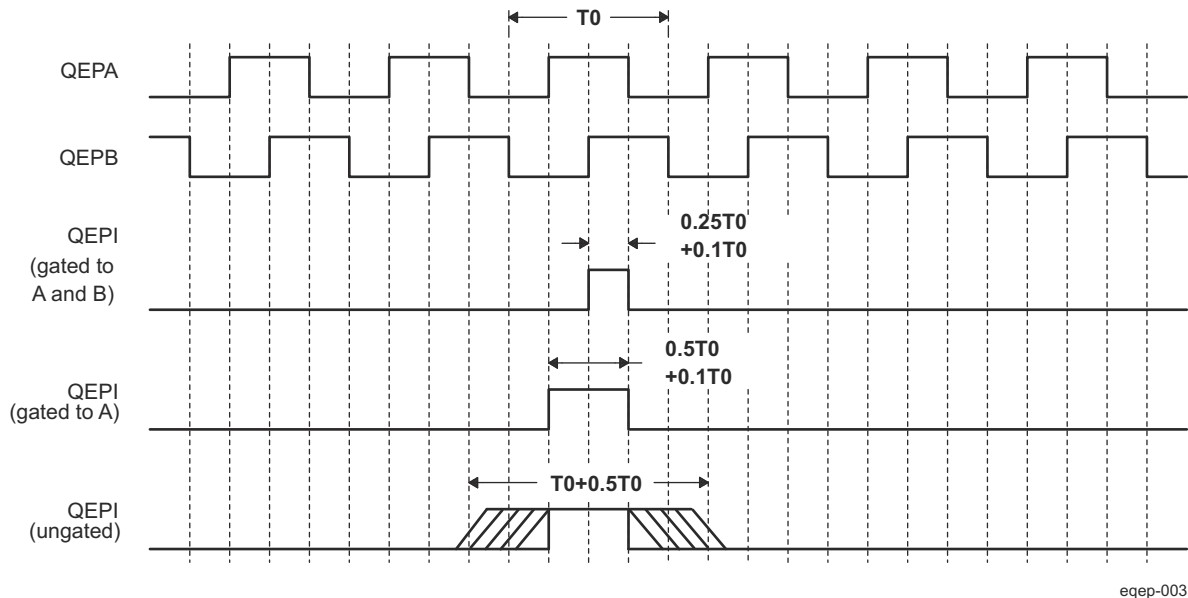 T0
QEPA
QEPB
QEPI
(gated to
A and B)
0.25T0
+0.1T0
QEPI
(gated to A)
0.5T0
+0.1T0
QEPI
(ungated)
T0+0.5T0
eqep-003